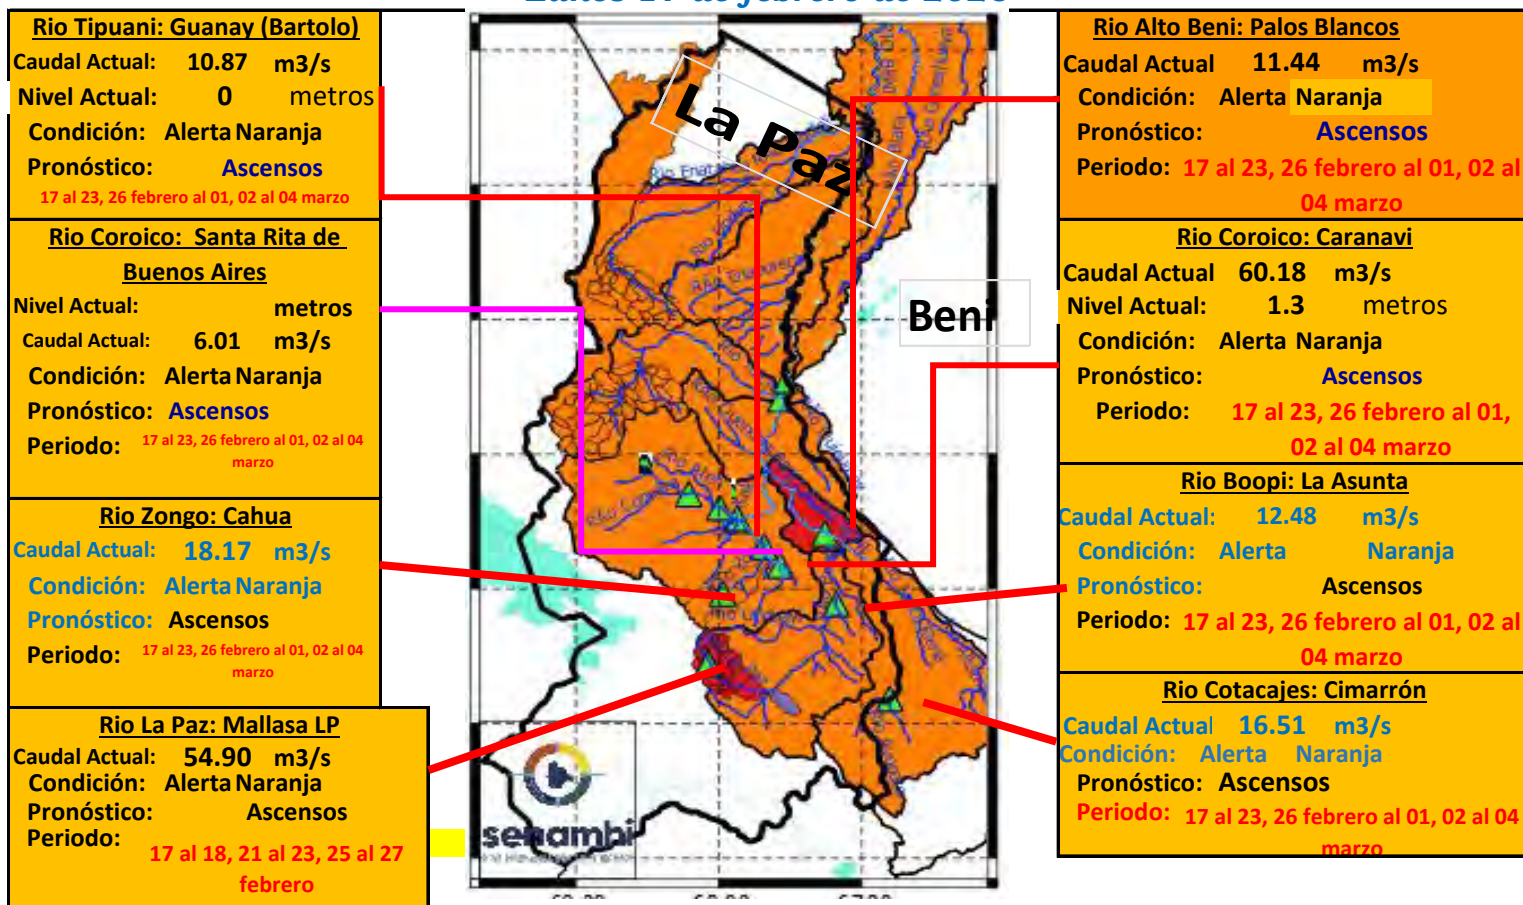 Rio Tipuani: Guanay (Bartolo)
Caudal Actual: 10.87 m3/s
Nivel Actual: 0 metros
Condición: Alerta Naranja
Pronóstico: Ascensos
17 al 23, 26 febrero al 01, 02 al 04 marzo
Rio Coroico: Santa Rita de
Buenos Aires
Nivel Actual: metros
Caudal Actual: 6.01 m3/s
Condición: Alerta Naranja
Pronóstico: Ascensos
Periodo: 17 al 23, 26 febrero al 01, 02 al 04
marzo
Rio Zongo: Cahua
Caudal Actual: 18.17 m3/s
Condición: Alerta Naranja
Pronóstico: Ascensos
Periodo: 17 al 23, 26 febrero al 01, 02 al 04
marzo
Rio La Paz: Mallasa LP
Caudal Actual: 54.90 m3/s
Condición: Alerta Naranja
Pronóstico: Ascensos
Periodo:
17 al 18, 21 al 23, 25 al 27
febrero
La Paz
Beni
senamhi
Rio Alto Beni: Palos Blancos
Caudal Actual 11.44 m3/s
Condición: Alerta Naranja
Pronóstico: Ascensos
Periodo: 17 al 23, 26 febrero al 01, 02 al
04 marzo
Rio Coroico: Caranavi
Caudal Actual 60.18 m3/s
Nivel Actual: 1.3 metros
Condición: Alerta Naranja
Pronóstico: Ascensos
Periodo: 17 al 23, 26 febrero al 01,
02 al 04 marzo
Rio Boopi: La Asunta
Caudal Actual: 12.48 m3/s
Condición: Alerta Naranja
Pronóstico: Ascensos
Periodo: 17 al 23, 26 febrero al 01, 02 al
04 marzo
Rio Cotacajes: Cimarrón
Caudal Actual 16.51 m3/s
Condición: Alerta Naranja
Pronóstico: Ascensos
Periodo: 17 al 23, 26 febrero al 01, 02 al 04
marzo